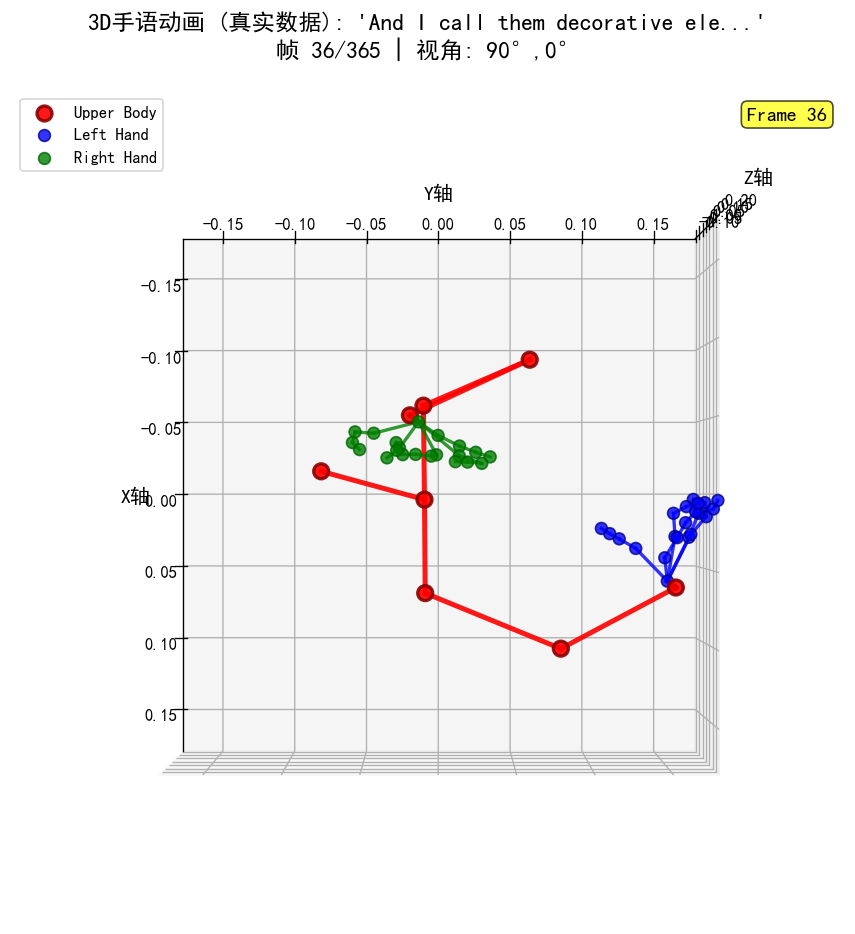 3D手语动画 (真实数据): 'And I call them decorative ele...'
帧 36/365 | 视角: 90°,0°
Upper Body
Left Hand
Right Hand
Frame 36
Z轴
Y轴
-0.15 -0.10 -0.05 0.00 0.05 0.10 0.15
-0.15
-0.10
-0.05
X轴
0.00
0.05
0.10
0.15